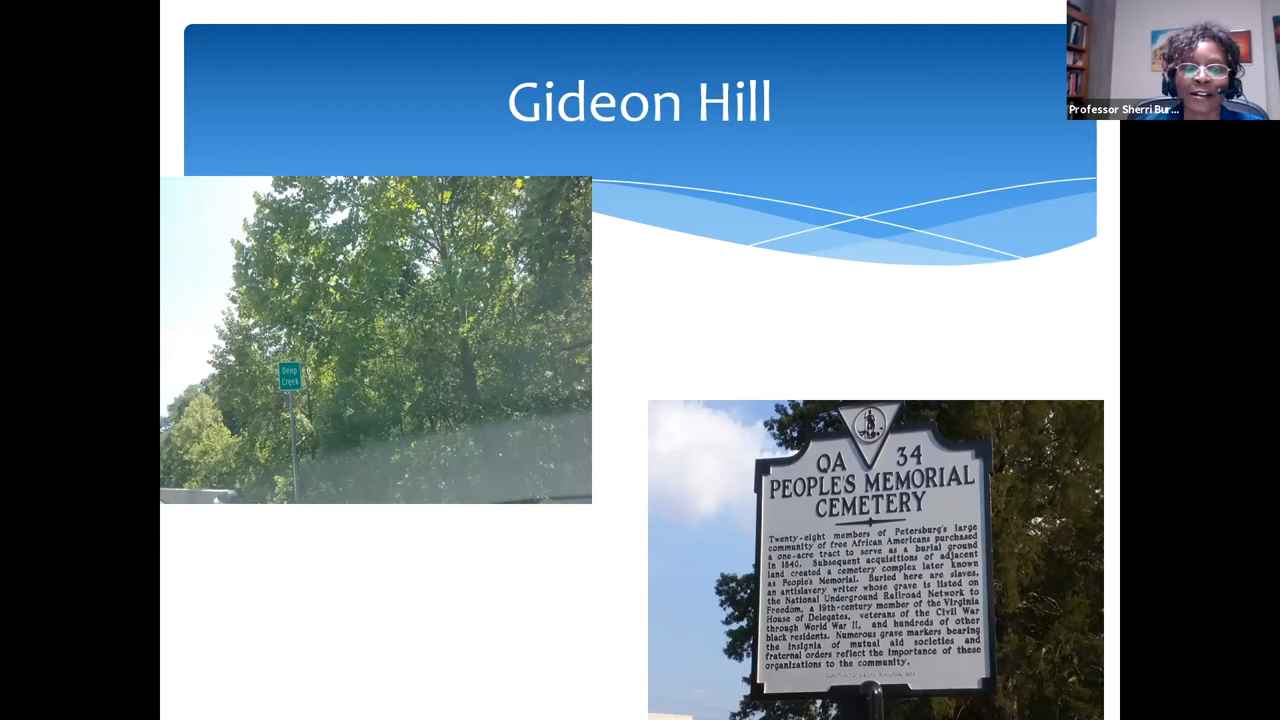 Gideon Hill
Professor Sherri Bur...
Deep
Creek
QA 34
PEOPLE'S MEMORIAL
CEMETERY
Twenty-eight members of Petersburg's large
community of free African Americans purchased
a one-acre tract to serve as a burial ground
in 1840. Subsequent acquisitions of adjacent
land created a cemetery complex later known
as People's Memorial. Buried here are slaves,
an antislavery writer whose grave is listed on
the National Underground Railroad Network to
Freedom, a 19th-century member of the Virginia
House of Delegates, veterans of the Civil War
through World War II, and hundreds of other
black residents. Numerous grave markers bearing
the insignia of mutual aid societies and
fraternal orders reflect the importance of these
organizations to the community.